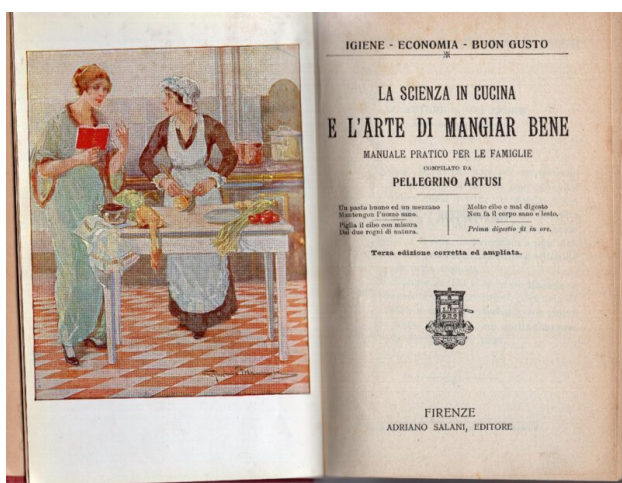 IGIENE - ECONOMIA - BUON GUSTO
LA SCIENZA IN CUCINA
E L'ARTE DI MANGIAR BENE
MANUALE PRATICO PER LE FAMIGLIE
COMPILATO DA
PELLEGRINO ARTUSI
Un pasto buono ed un mezzano
Mantengon l'uomo sano.
Piglia il cibo con misura
Dai due regni di natura.
Molto cibo e mal digesto
Non fa il corpo sano e lesto.
Prima digestio fit in ore.
Terza edizione corretta ed ampliata.
FIRENZE
ADRIANO SALANI, EDITORE